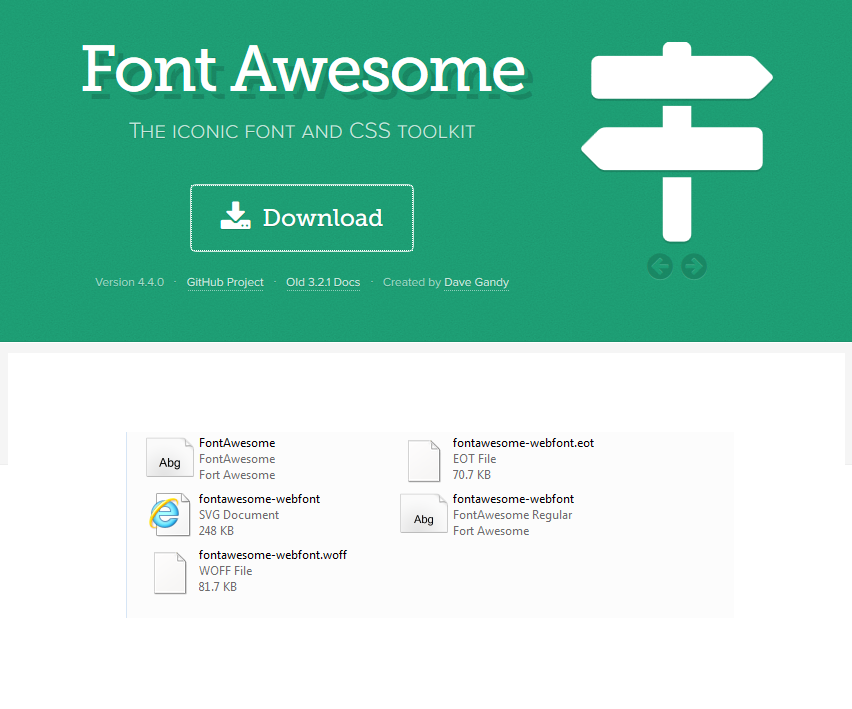 Font Awesome
THE ICONIC FONT AND CSS TOOLKIT
Download
Version 4.4.0 · GitHub Project · Old 3.2.1 Docs · Created by Dave Gandy
Abg
FontAwesome
FontAwesome
Fort Awesome
fontawesome-webfont.eot
EOT File
70.7 KB
fontawesome-webfont
SVG Document
248 KB
Abg
fontawesome-webfont
FontAwesome Regular
Fort Awesome
fontawesome-webfont.woff
WOFF File
81.7 KB